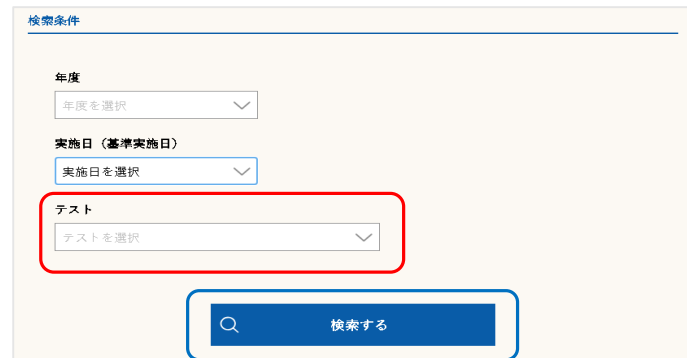 検索条件
年度
年度を選択
実施日（基準実施日）
実施日を選択
テスト
テストを選択
検索する